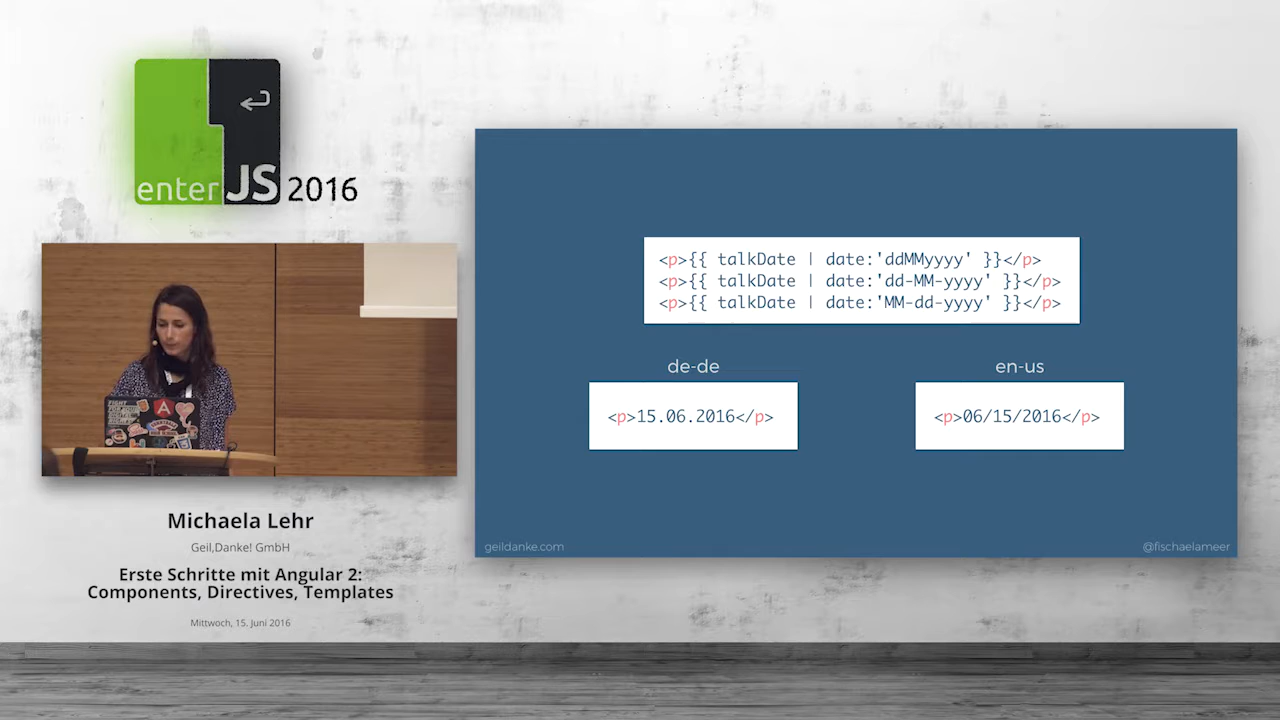 enterJS 2016
Michaela Lehr
Geil,Danke! GmbH
Erste Schritte mit Angular 2:
Components, Directives, Templates
Mittwoch, 15. Juni 2016
<p>{{ talkDate | date:'ddMMyyyy' }}</p>
<p>{{ talkDate | date:'dd-MM-yyyy' }}</p>
<p>{{ talkDate | date:'MM-dd-yyyy' }}</p>
de-de
<p>15.06.2016</p>
en-us
<p>06/15/2016</p>
geildanke.com
@fischaelameer